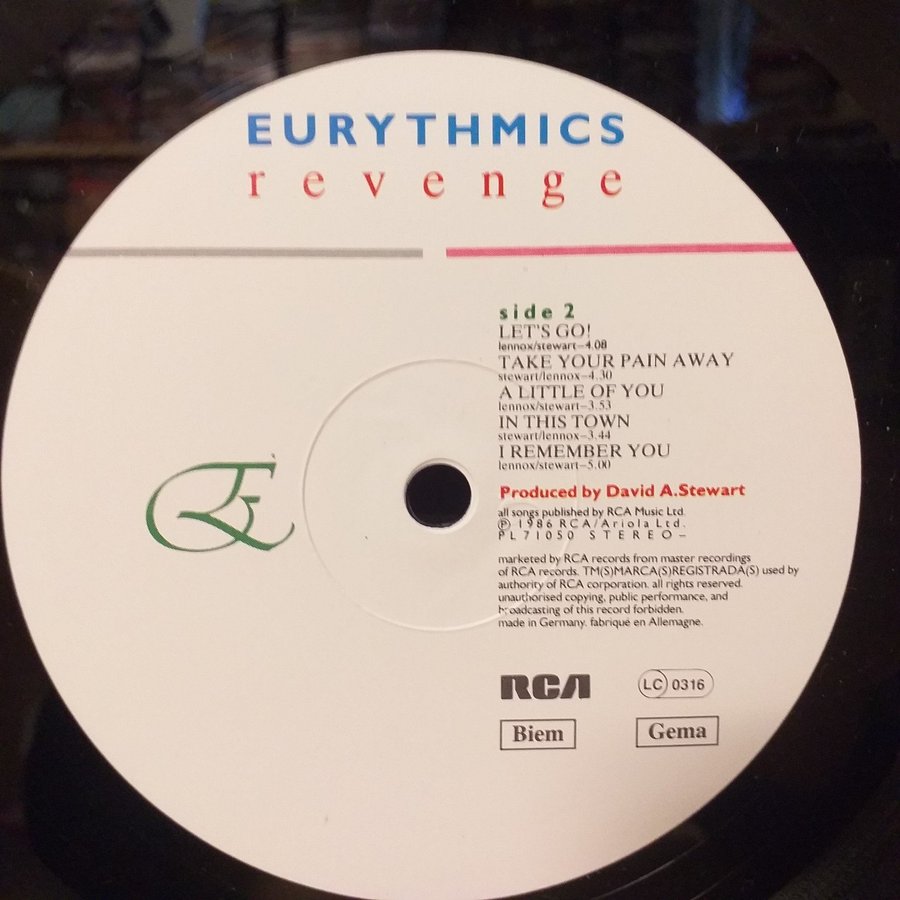 EURYTHMICS
revenge
side 2
LET'S GO!
lennox/stewart–4.08
TAKE YOUR PAIN AWAY
stewart/lennox–4.30
A LITTLE OF YOU
lennox/stewart–3.53
IN THIS TOWN
stewart/lennox–3.44
I REMEMBER YOU
lennox/stewart–5.00
Produced by David A.Stewart
all songs published by RCA Music Ltd.
℗ 1986 RCA/Ariola Ltd.
PL71050 STEREO–
marketed by RCA records from master recordings
of RCA records. TM(S)MARCA(S)REGISTRADA(S) used by
authority of RCA corporation. all rights reserved.
unauthorised copying, public performance, and
broadcasting of this record forbidden.
made in Germany. fabriqué en Allemagne.
RCA
LC 0316
Biem
Gema
E